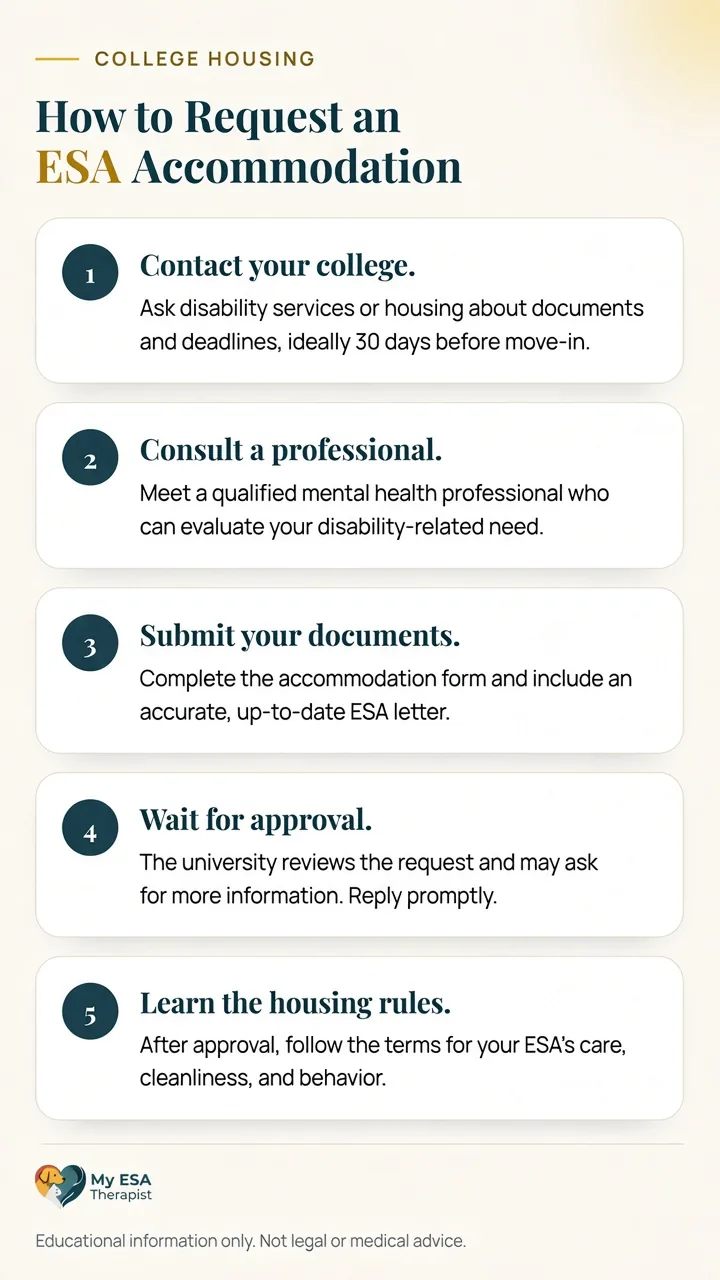 COLLEGE HOUSING
How to Request an
ESA Accommodation
1
Contact your college.
Ask disability services or housing about documents
and deadlines, ideally 30 days before move-in.
2
Consult a professional.
Meet a qualified mental health professional who
can evaluate your disability-related need.
3
Submit your documents.
Complete the accommodation form and include an
accurate, up-to-date ESA letter.
4
Wait for approval.
The university reviews the request and may ask
for more information. Reply promptly.
5
Learn the housing rules.
After approval, follow the terms for your ESA’s care,
cleanliness, and behavior.
My ESA
Therapist
Educational information only. Not legal or medical advice.